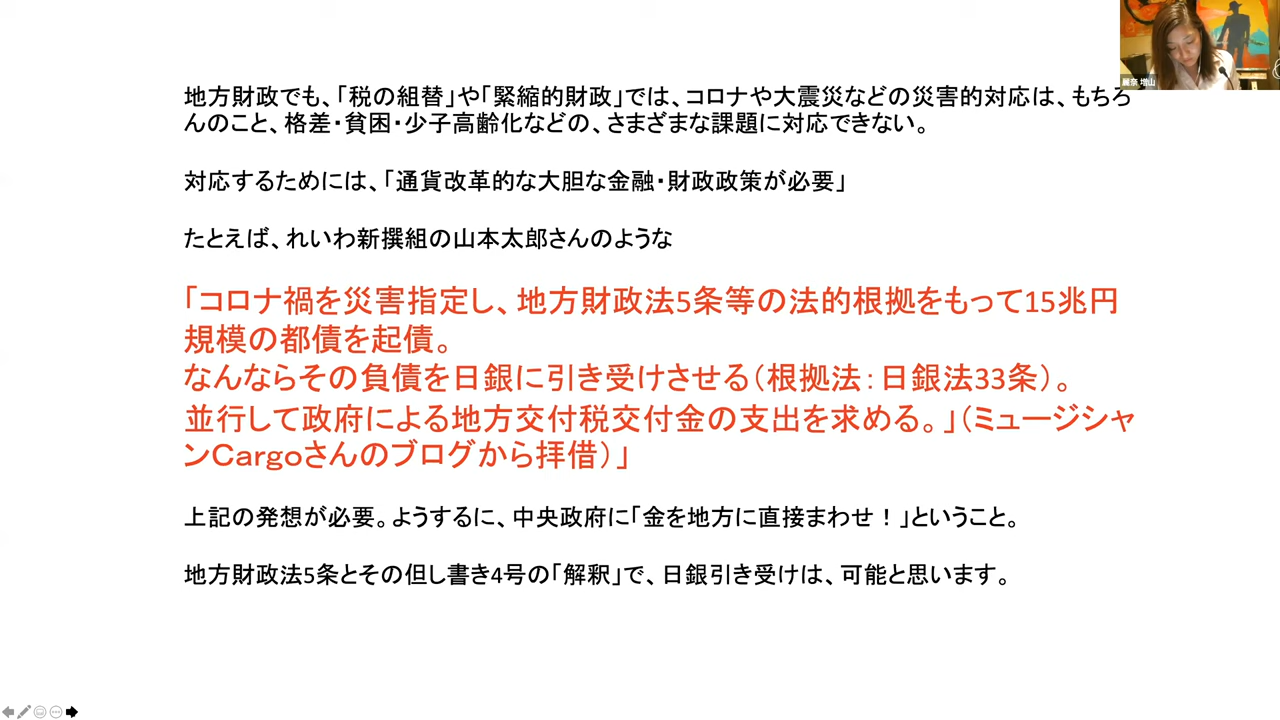 麗奈 増山
地方財政でも、「税の組替」や「緊縮的財政」では、コロナや大震災などの災害的対応は、もちろ
んのこと、格差・貧困・少子高齢化などの、さまざまな課題に対応できない。
対応するためには、「通貨改革的な大胆な金融・財政政策が必要」
たとえば、れいわ新撰組の山本太郎さんのような
「コロナ禍を災害指定し、地方財政法5条等の法的根拠をもって15兆円
規模の都債を起債。
なんならその負債を日銀に引き受けさせる（根拠法：日銀法33条）。
並行して政府による地方交付税交付金の支出を求める。」（ミュージシャ
ンCargoさんのブログから拝借）」
上記の発想が必要。ようするに、中央政府に「金を地方に直接まわせ！」ということ。
地方財政法5条とその但し書き4号の「解釈」で、日銀引き受けは、可能と思います。